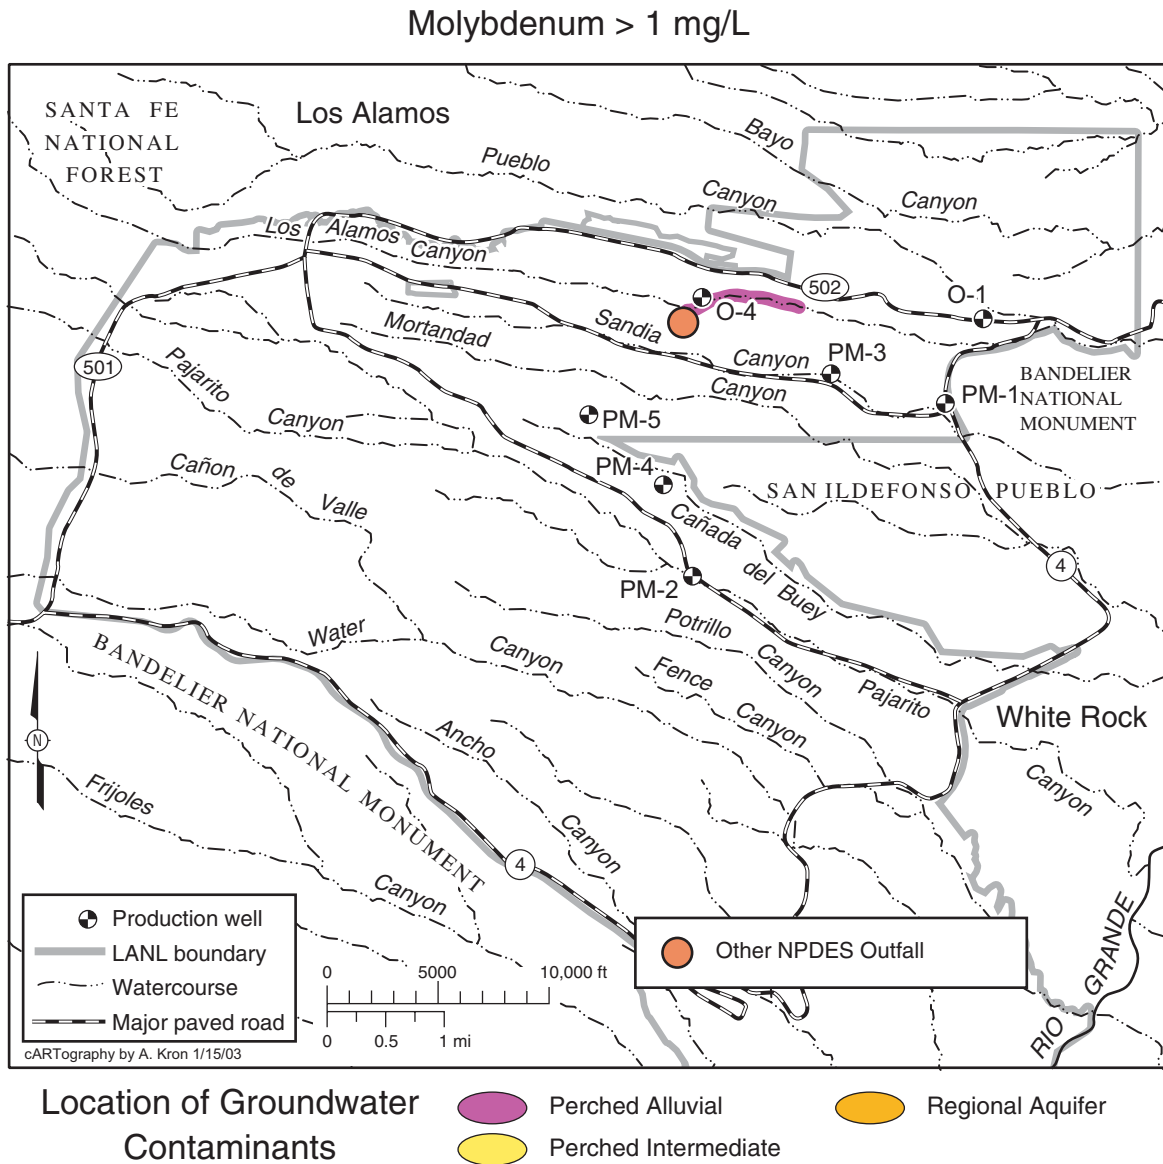 Molybdenum > 1 mg/L
SANTA FE
NATIONAL
FOREST
Los Alamos
Bayo
Pueblo
Canyon
Canyon
Los Alamos Canyon
502
O-1
O-4
Sandia
Mortandad
Canyon
PM-3
501
Pajarito
Canyon
PM-1
BANDELIER
NATIONAL
MONUMENT
Canyon
PM-5
Cañon de Valle
PM-4
SAN ILDEFONSO PUEBLO
Cañada del Buey
4
PM-2
Water
Canyon
Potrillo
Canyon
Fence
Canyon
Pajarito
White Rock
Canyon
BANDELIER NATIONAL MONUMENT
Ancho
Canyon
N
Frijoles
Canyon
4
RIO GRANDE
Production well
LANL boundary
Watercourse
Major paved road
cARTography by A. Kron 1/15/03
0 5000 10,000 ft
0 0.5 1 mi
Other NPDES Outfall
Location of Groundwater
Contaminants
Perched Alluvial
Regional Aquifer
Perched Intermediate